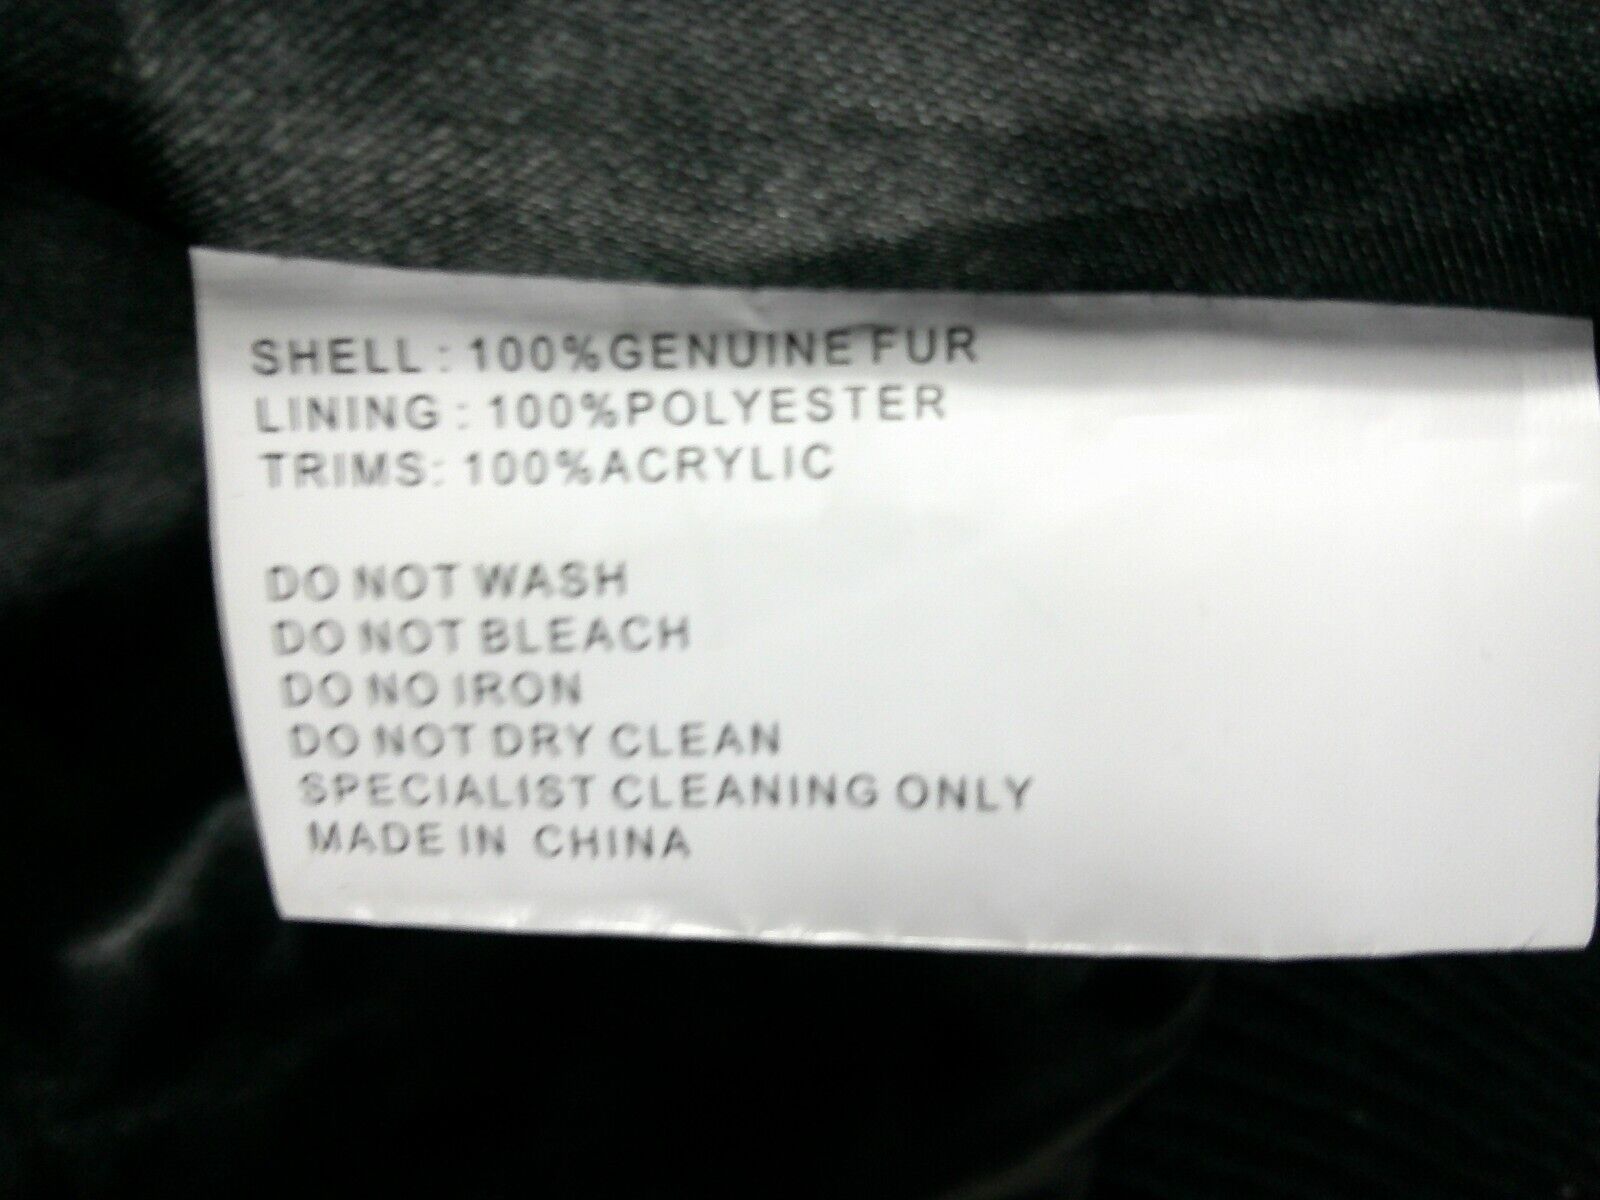 SHELL : 100%GENUINE FUR
LINING : 100%POLYESTER
TRIMS: 100%ACRYLIC
DO NOT WASH
DO NOT BLEACH
DO NO IRON
DO NOT DRY CLEAN
SPECIALIST CLEANING ONLY
MADE IN CHINA